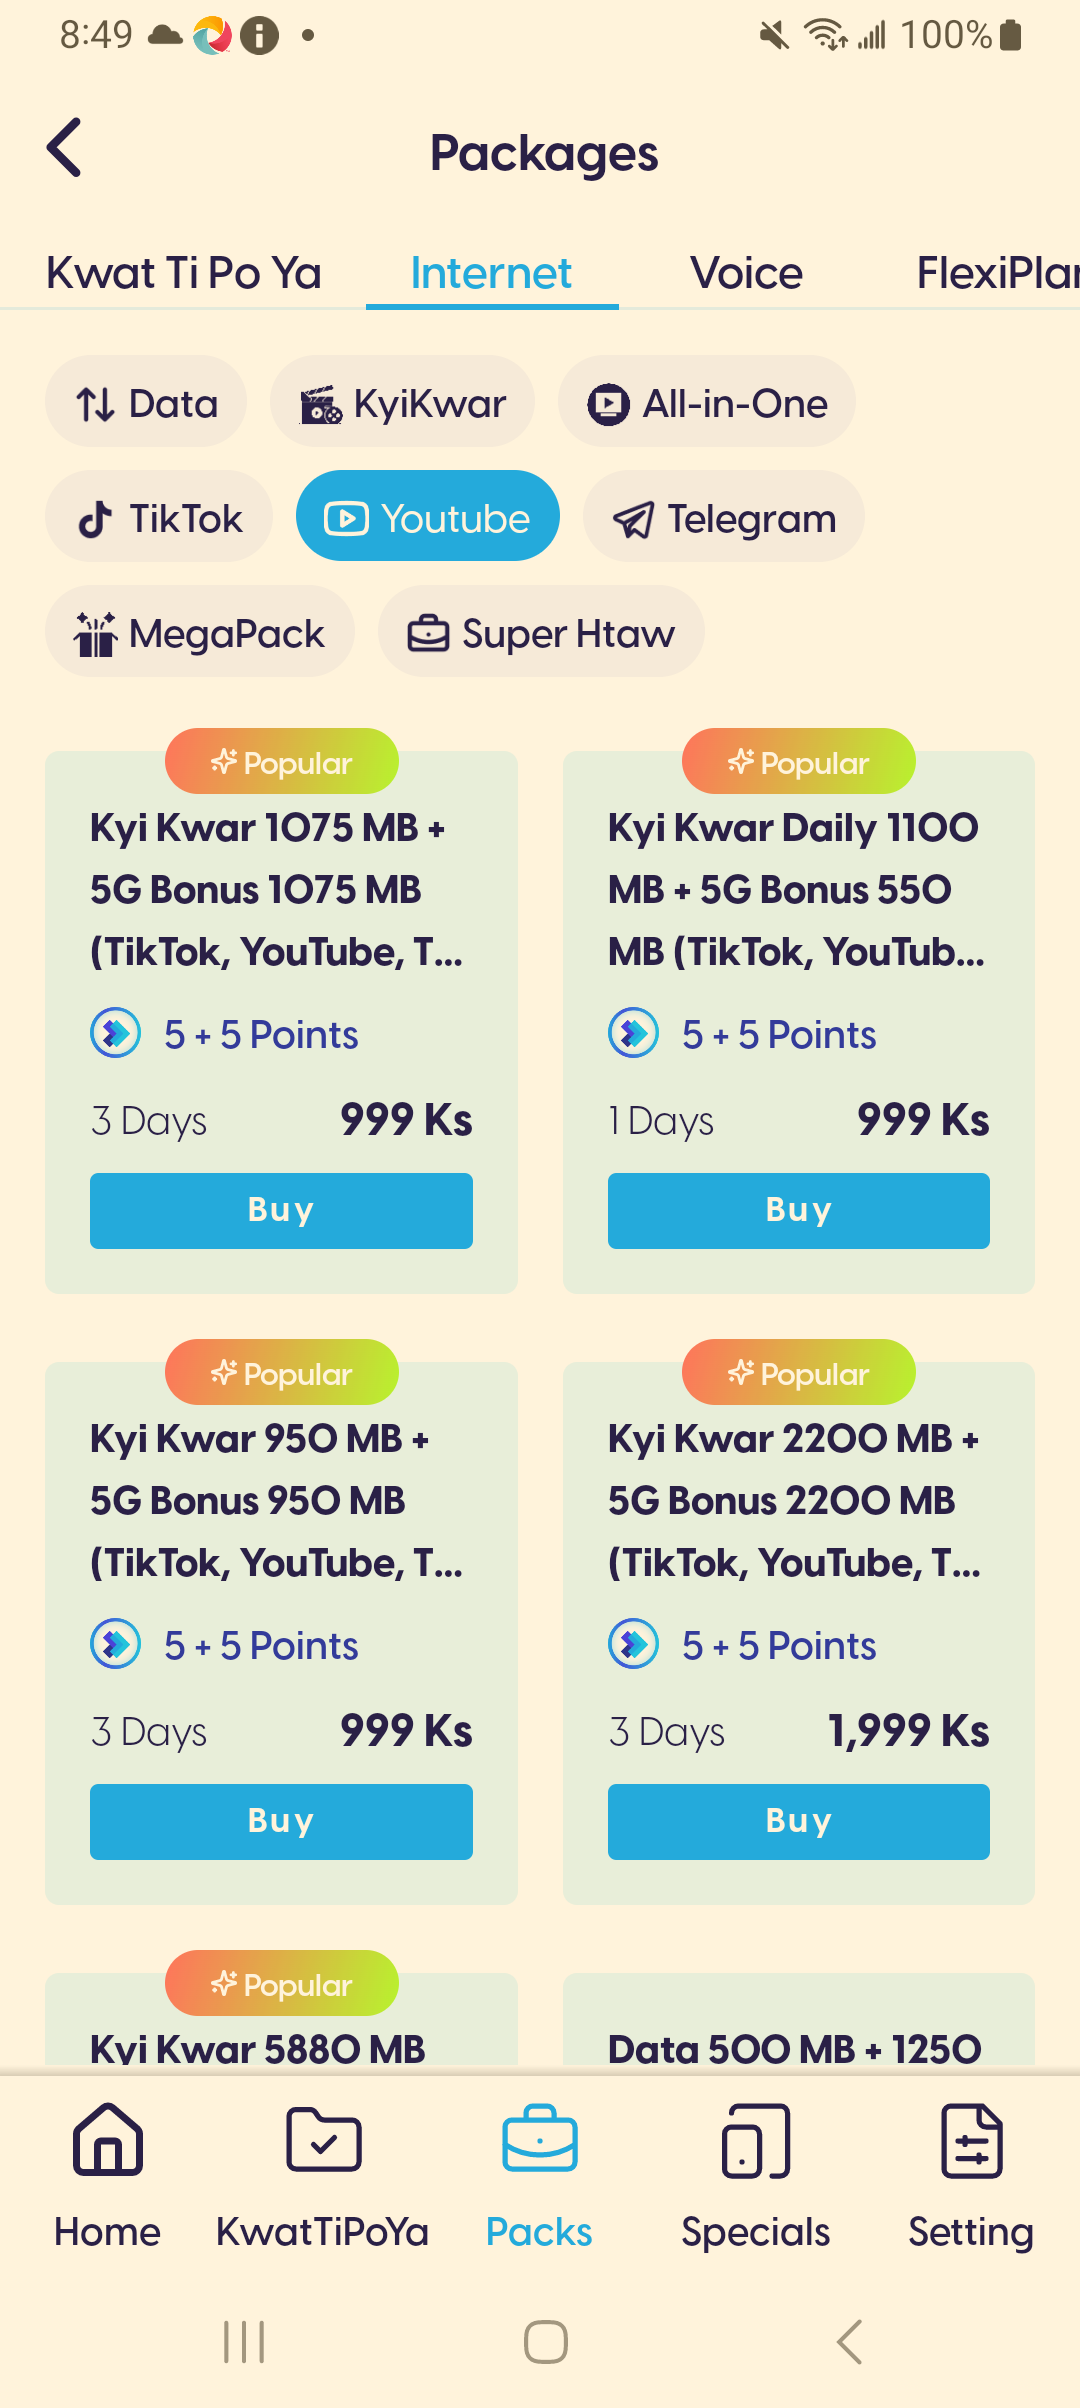 8:49
100%
Packages
Kwat Ti Po Ya
Internet
Voice
FlexiPlan
Data
KyiKwar
All-in-One
TikTok
Youtube
Telegram
MegaPack
Super Htaw
Popular
Kyi Kwar 1075 MB +
5G Bonus 1075 MB
(TikTok, YouTube, T...
5 + 5 Points
3 Days
999 Ks
Buy
Popular
Kyi Kwar Daily 1100
MB + 5G Bonus 550
MB (TikTok, YouTub...
5 + 5 Points
1 Days
999 Ks
Buy
Popular
Kyi Kwar 950 MB +
5G Bonus 950 MB
(TikTok, YouTube, T...
5 + 5 Points
3 Days
999 Ks
Buy
Popular
Kyi Kwar 2200 MB +
5G Bonus 2200 MB
(TikTok, YouTube, T...
5 + 5 Points
3 Days
1,999 Ks
Buy
Popular
Kyi Kwar 5880 MB
Data 500 MB + 1250
Home
KwatTiPoYa
Packs
Specials
Setting